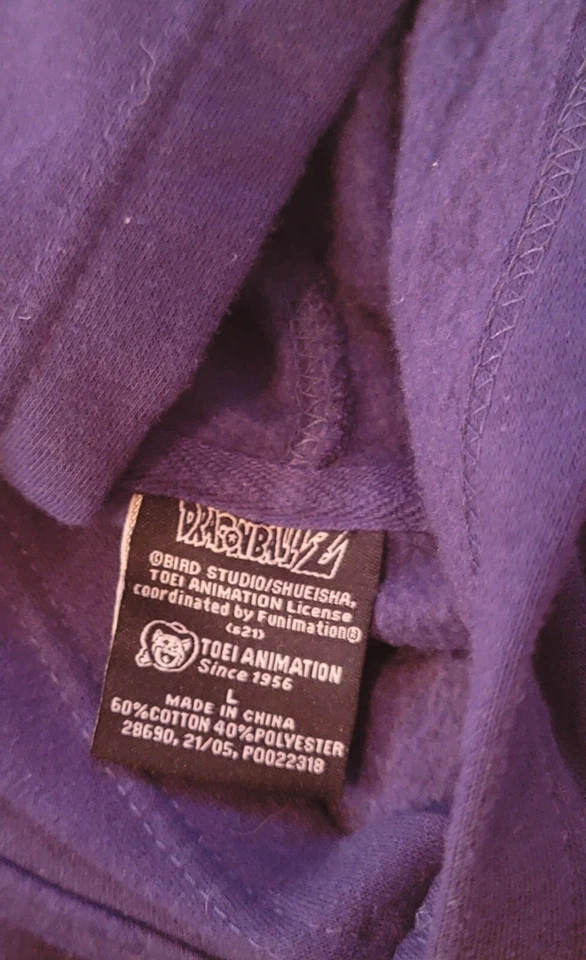 DRAGONBALL Z
©BIRD STUDIO/SHUEISHA,
TOEI ANIMATION License
coordinated by Funimation®
(s21)
TOEI ANIMATION
Since 1956
L
MADE IN CHINA
60%COTTON 40%POLYESTER
28690, 21/05, PO022318